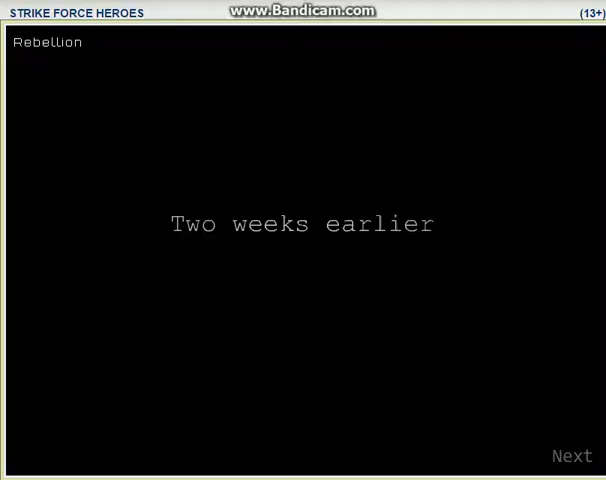 STRIKE FORCE HEROES
www.Bandicam.com
(13+)
Rebellion
Two weeks earlier
Next